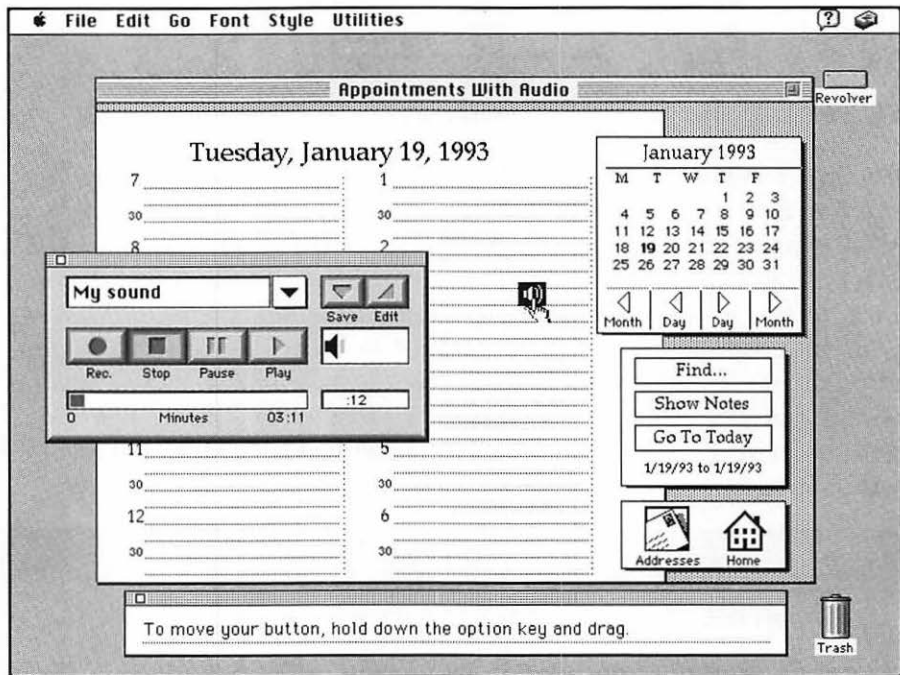 File Edit Go Font Style Utilities
Revolver
Appointments With Audio
Tuesday, January 19, 1993
7
30
8
11
30
12
30
1
30
2
5
30
6
30
January 1993
M T W T F
1 2 3
4 5 6 7 8 9 10
11 12 13 14 15 16 17
18 19 20 21 22 23 24
25 26 27 28 29 30 31
Month Day Day Month
Find...
Show Notes
Go To Today
1/19/93 to 1/19/93
Addresses Home
My sound
Save Edit
Rec. Stop Pause Play
:12
0 Minutes 03:11
To move your button, hold down the option key and drag.
Trash